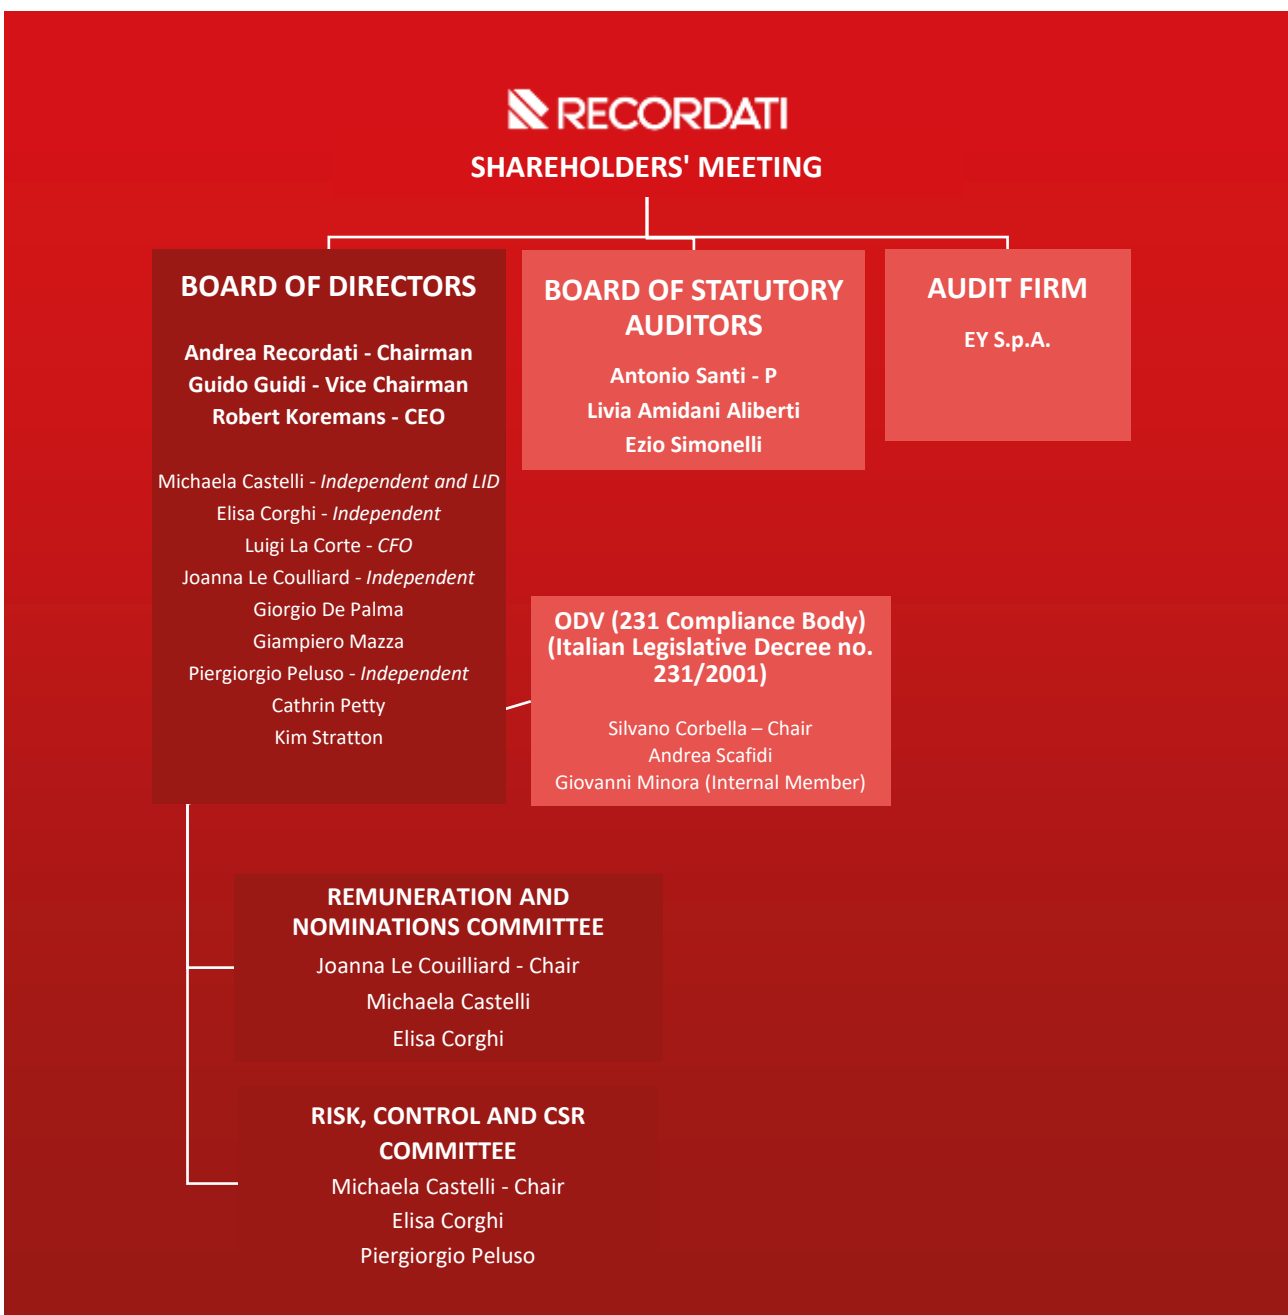 RECORDATI
SHAREHOLDERS' MEETING
BOARD OF DIRECTORS
Andrea Recordati - Chairman
Guido Guidi - Vice Chairman
Robert Koremans - CEO
Michaela Castelli - Independent and LID
Elisa Corghi - Independent
Luigi La Corte - CFO
Joanna Le Coulliard - Independent
Giorgio De Palma
Giampiero Mazza
Piergiorgio Peluso - Independent
Cathrin Petty
Kim Stratton
BOARD OF STATUTORY
AUDITORS
Antonio Santi - P
Livia Amidani Aliberti
Ezio Simonelli
AUDIT FIRM
EY S.p.A.
ODV (231 Compliance Body)
(Italian Legislative Decree no.
231/2001)
Silvano Corbella – Chair
Andrea Scafidi
Giovanni Minora (Internal Member)
REMUNERATION AND
NOMINATIONS COMMITTEE
Joanna Le Couilliard - Chair
Michaela Castelli
Elisa Corghi
RISK, CONTROL AND CSR
COMMITTEE
Michaela Castelli - Chair
Elisa Corghi
Piergiorgio Peluso